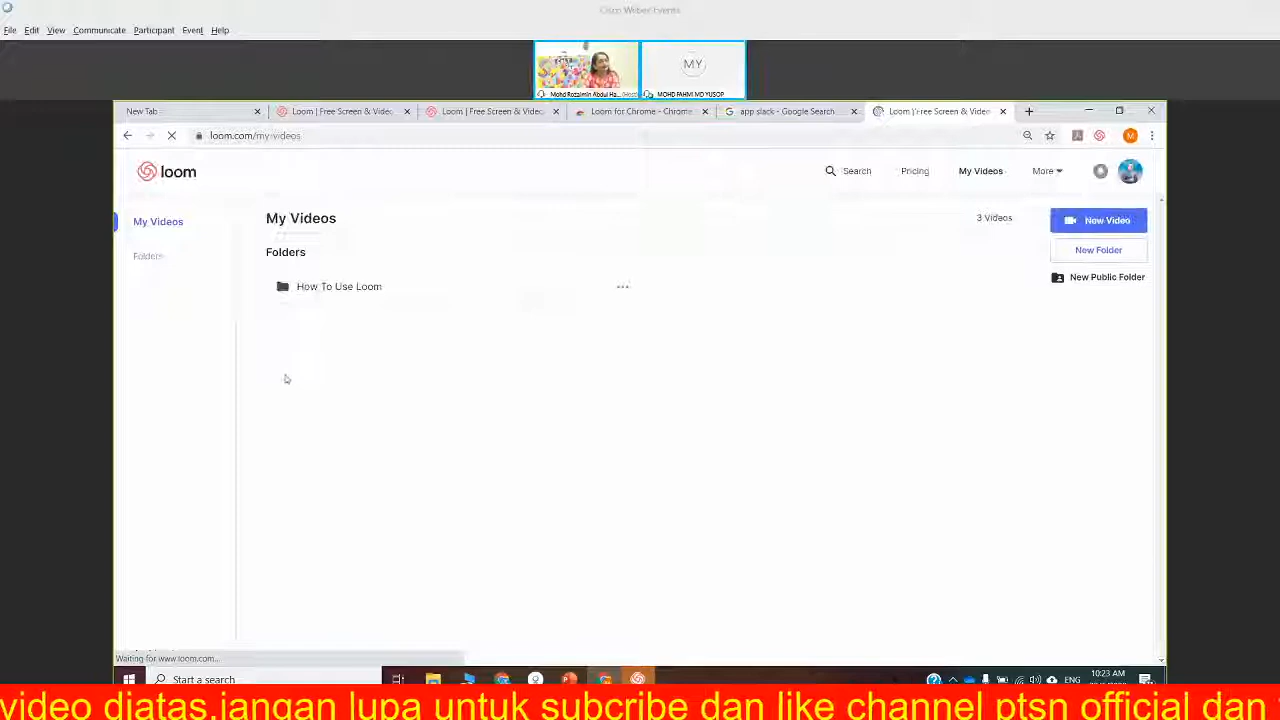 Cisco Webex Events
File Edit View Communicate Participant Event Help
MY
Mohd Rozaimin Abdul Ha... (Host)
MOHD FAHMI MD YUSOP
New Tab
Loom | Free Screen & Video
Loom | Free Screen & Video
Loom for Chrome - Chrome
app slack - Google Search
Loom | Free Screen & Video
loom.com/my-videos
M
loom
Search
Pricing
My Videos
More
My Videos
Folders
My Videos
3 Videos
New Video
Folders
New Folder
How To Use Loom
...
New Public Folder
Waiting for www.loom.com...
Start a search
ENG
10:23 AM
video diatas,jangan lupa untuk subcribe dan like channel ptsn official dan